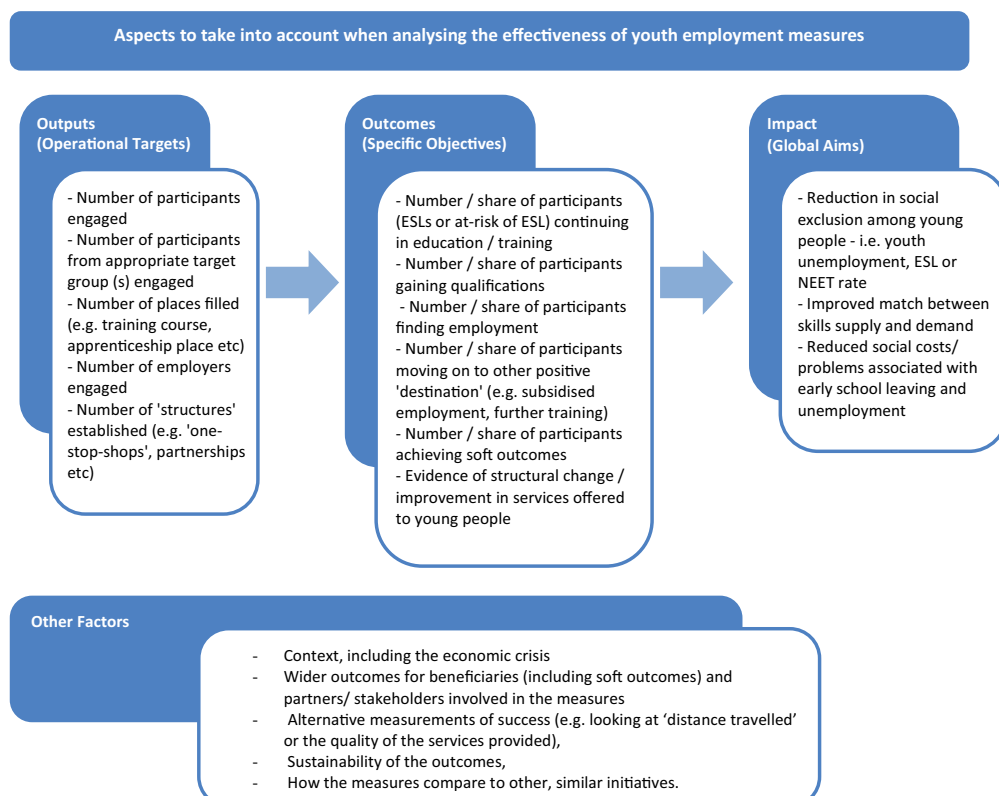 Aspects to take into account when analysing the effectiveness of youth employment measures
Outputs
(Operational Targets)
- Number of participants
engaged
- Number of participants
from appropriate target
group (s) engaged
- Number of places filled
(e.g. training course,
apprenticeship place etc)
- Number of employers
engaged
- Number of 'structures'
established (e.g. 'one-
stop-shops', partnerships
etc)
Outcomes
(Specific Objectives)
- Number / share of participants
(ESLs or at-risk of ESL) continuing
in education / training
- Number / share of participants
gaining qualifications
- Number / share of participants
finding employment
- Number / share of participants
moving on to other positive
'destination' (e.g. subsidised
employment, further training)
- Number / share of participants
achieving soft outcomes
- Evidence of structural change /
improvement in services offered
to young people
Impact
(Global Aims)
- Reduction in social
exclusion among young
people - i.e. youth
unemployment, ESL or
NEET rate
- Improved match between
skills supply and demand
- Reduced social costs/
problems associated with
early school leaving and
unemployment
Other Factors
- Context, including the economic crisis
- Wider outcomes for beneficiaries (including soft outcomes) and
partners/ stakeholders involved in the measures
- Alternative measurements of success (e.g. looking at ‘distance travelled’
or the quality of the services provided),
- Sustainability of the outcomes,
- How the measures compare to other, similar initiatives.